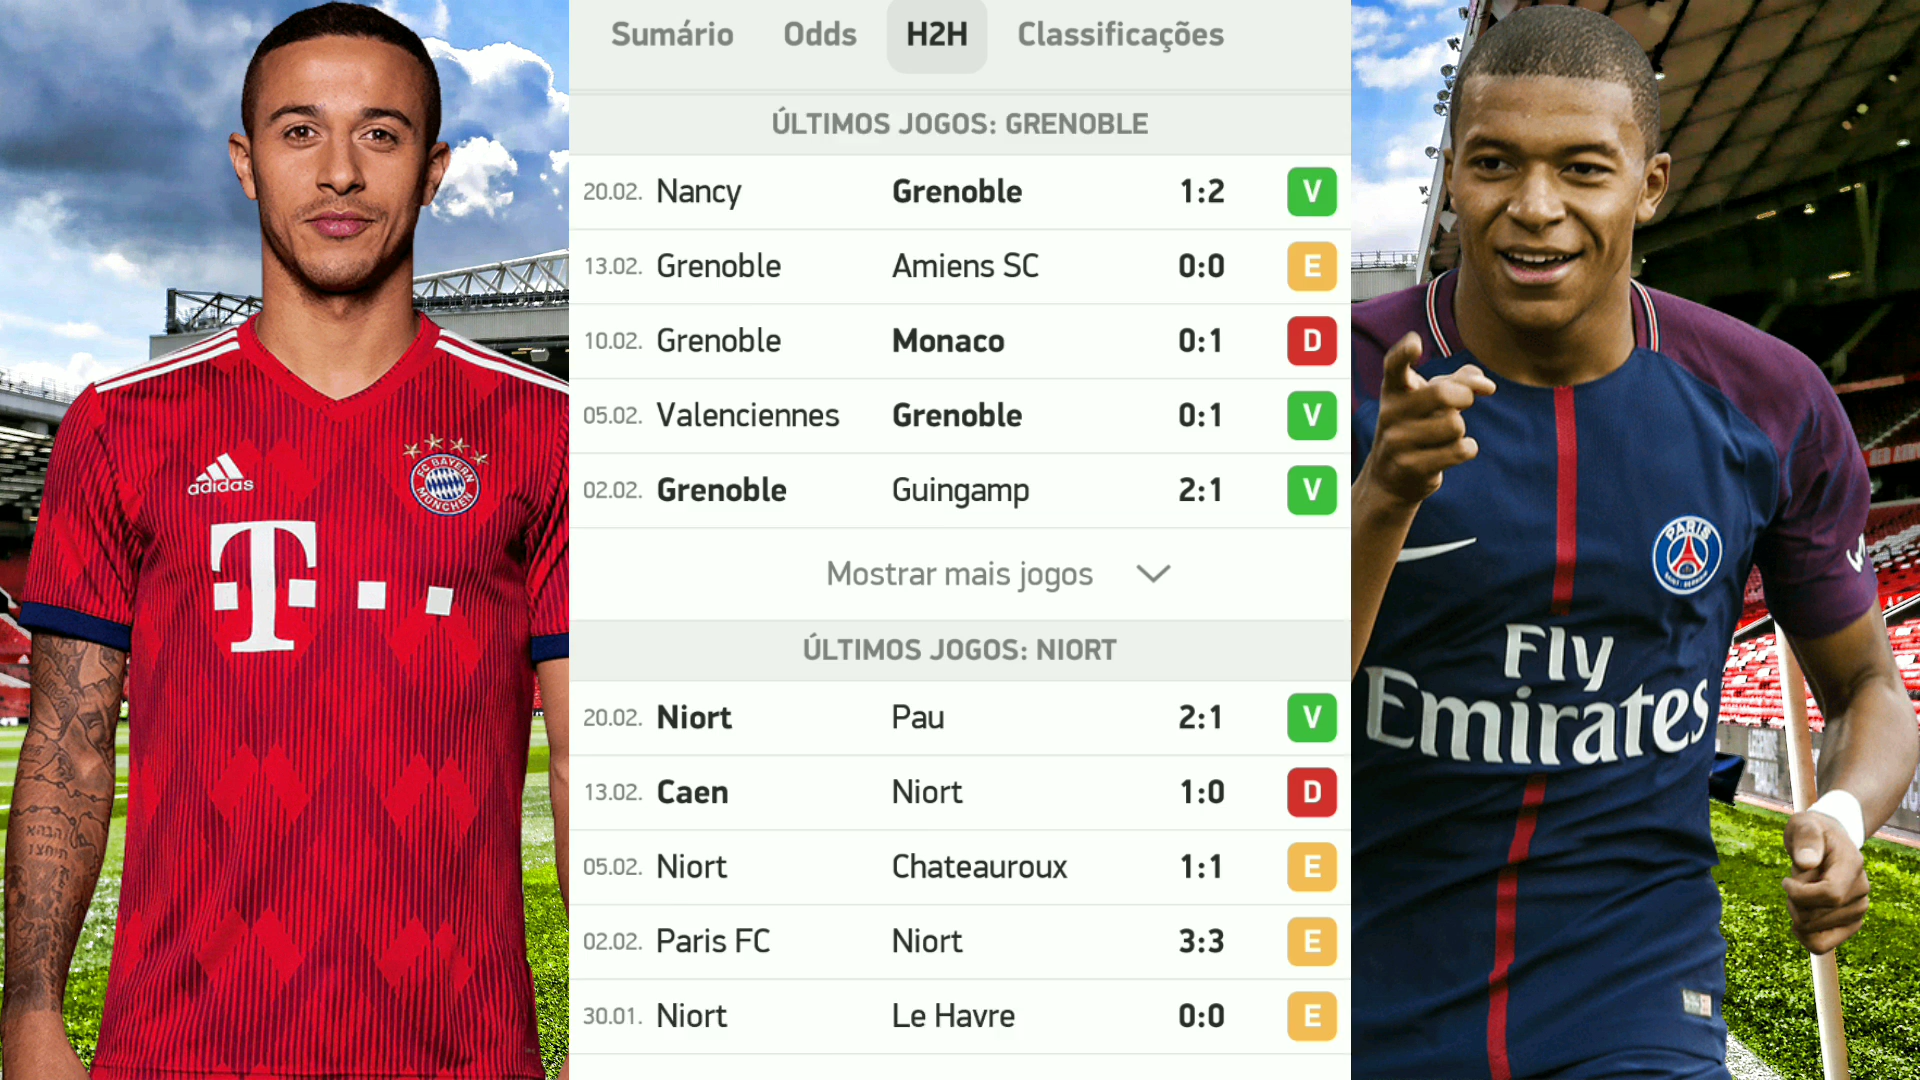 Sumário Odds H2H Classificações
ÚLTIMOS JOGOS: GRENOBLE
20.02. Nancy Grenoble 1:2 V
13.02. Grenoble Amiens SC 0:0 E
10.02. Grenoble Monaco 0:1 D
05.02. Valenciennes Grenoble 0:1 V
02.02. Grenoble Guingamp 2:1 V
Mostrar mais jogos
ÚLTIMOS JOGOS: NIORT
20.02. Niort Pau 2:1 V
13.02. Caen Niort 1:0 D
05.02. Niort Chateauroux 1:1 E
02.02. Paris FC Niort 3:3 E
30.01. Niort Le Havre 0:0 E
adidas
FC BAYERN
MÜNCHEN
T
PARIS
SAINT-GERMAIN
Fly
Emirates